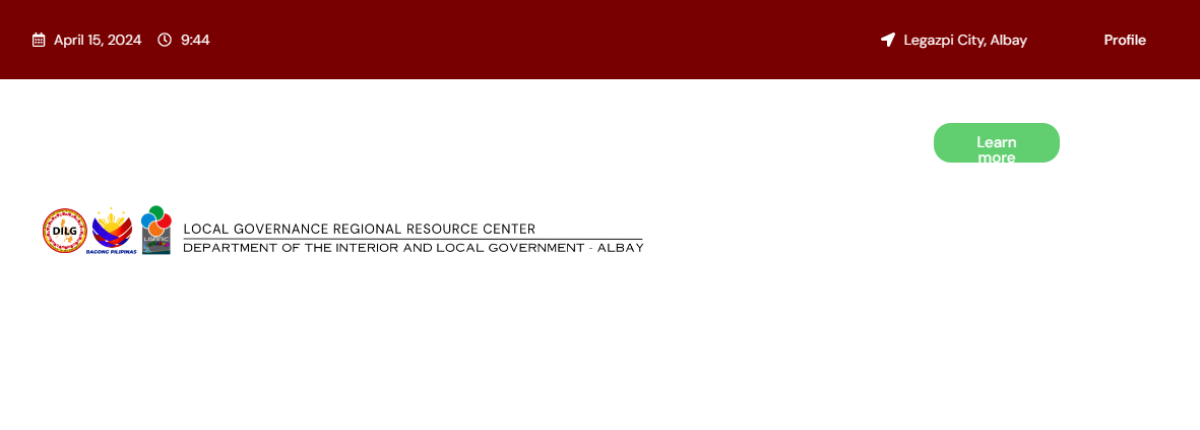 April 15, 2024 9:44 Legazpi City, Albay Profile
Learn
more
DILG
BAGONG PILIPINAS
LOCAL GOVERNANCE REGIONAL RESOURCE CENTER
DEPARTMENT OF THE INTERIOR AND LOCAL GOVERNMENT - ALBAY